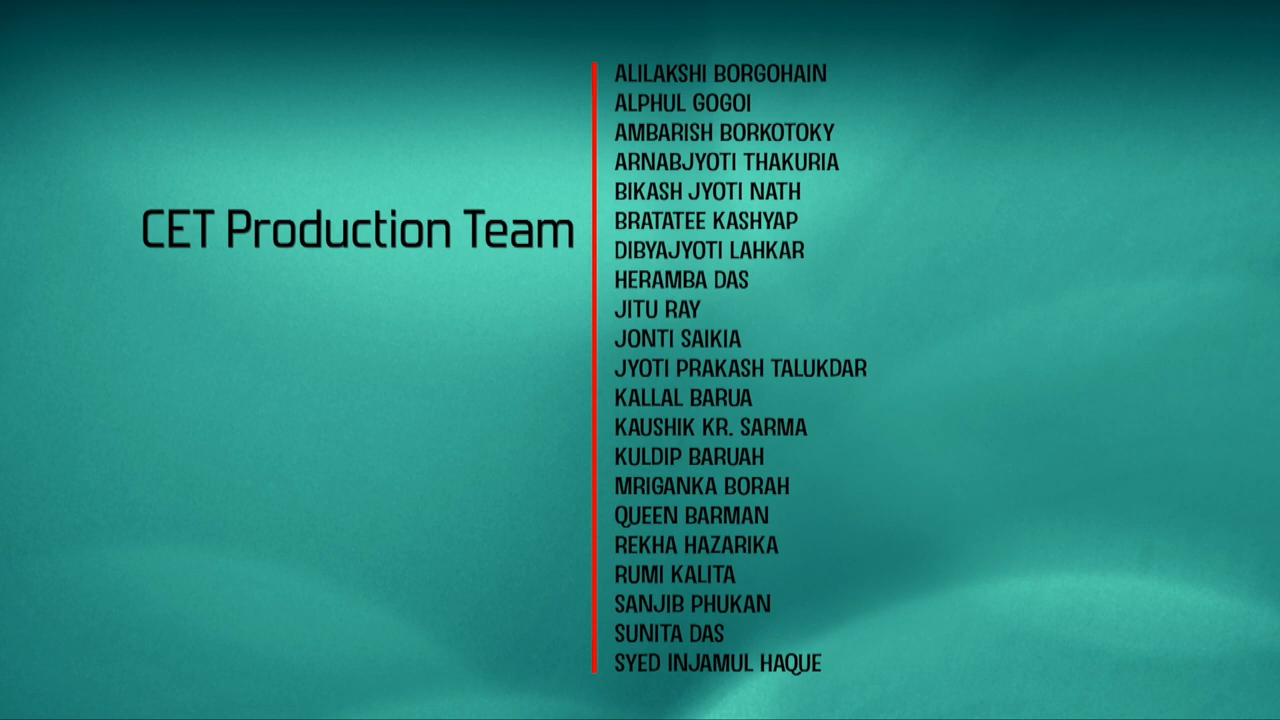 CET Production Team
ALILAKSHI BORGOHAIN
ALPHUL GOGOI
AMBARISH BORKOTOKY
ARNABJYOTI THAKURIA
BIKASH JYOTI NATH
BRATATEE KASHYAP
DIBYAJYOTI LAHKAR
HERAMBA DAS
JITU RAY
JONTI SAIKIA
JYOTI PRAKASH TALUKDAR
KALLAL BARUA
KAUSHIK KR. SARMA
KULDIP BARUAH
MRIGANKA BORAH
QUEEN BARMAN
REKHA HAZARIKA
RUMI KALITA
SANJIB PHUKAN
SUNITA DAS
SYED INJAMUL HAQUE